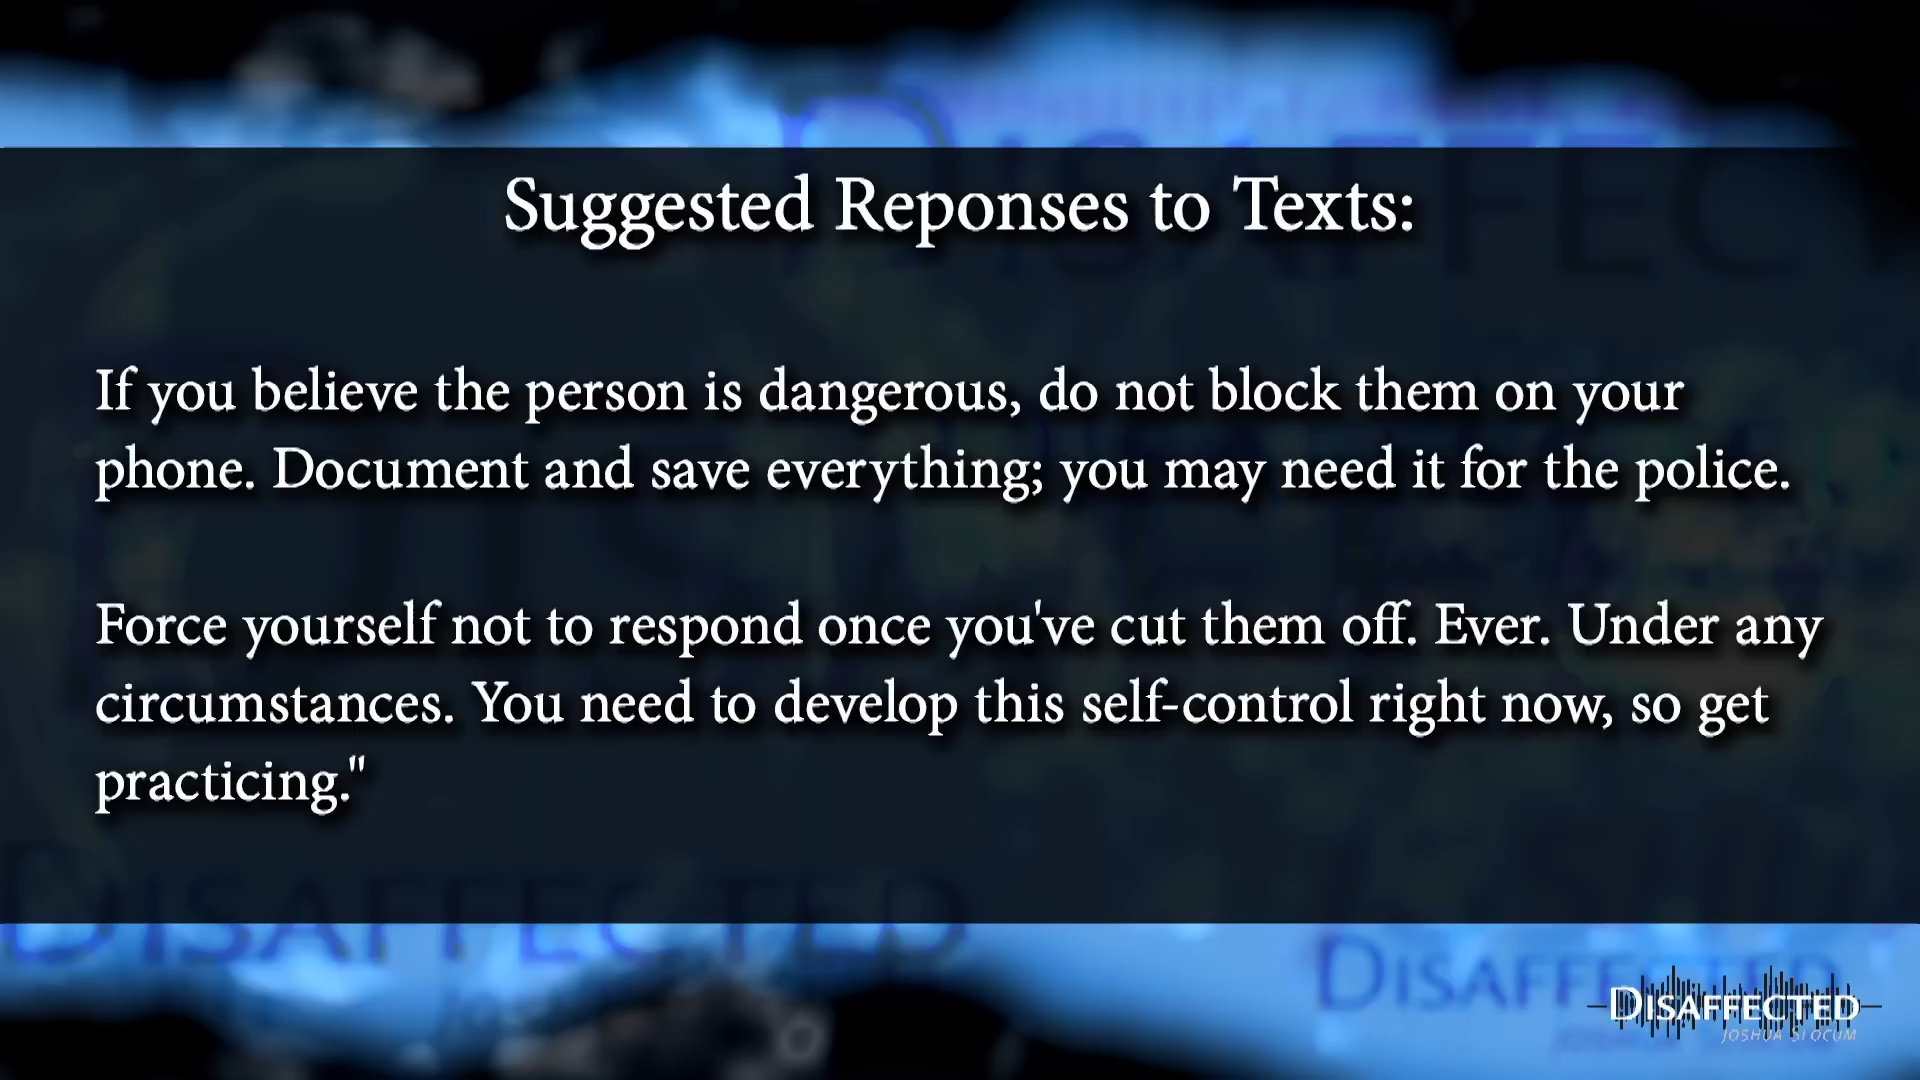 DISAFFEC
Suggested Reponses to Texts:
If you believe the person is dangerous, do not block them on your
phone. Document and save everything; you may need it for the police.
Force yourself not to respond once you've cut them off. Ever. Under any
circumstances. You need to develop this self-control right now, so get
practicing."
DISAFFECTED
DISAFFECTED
DISAFFECTED
JOSHUA SLOCUM